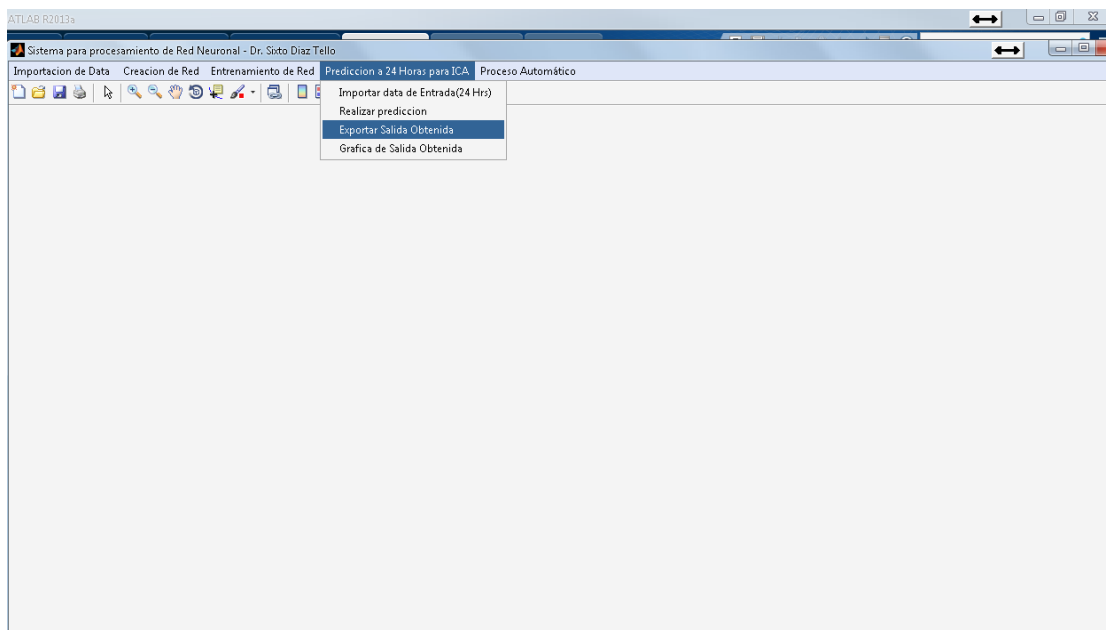 ATLAB R2013a
Sistema para procesamiento de Red Neuronal - Dr. Sixto Diaz Tello
Importacion de Data Creacion de Red Entrenamiento de Red Prediccion a 24 Horas para ICA Proceso Automático
Importar data de Entrada(24 Hrs)
Realizar prediccion
Exportar Salida Obtenida
Grafica de Salida Obtenida